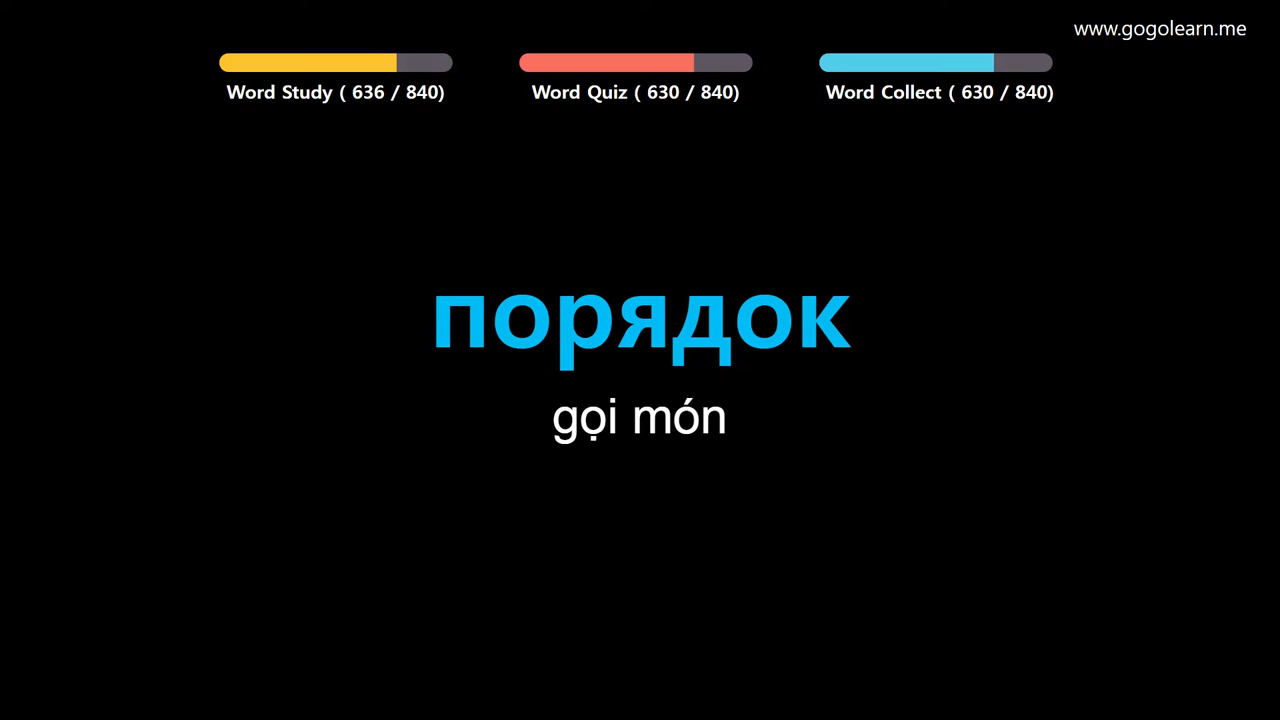 www.gogolearn.me
Word Study ( 636 / 840)
Word Quiz ( 630 / 840)
Word Collect ( 630 / 840)
порядок
gọi món